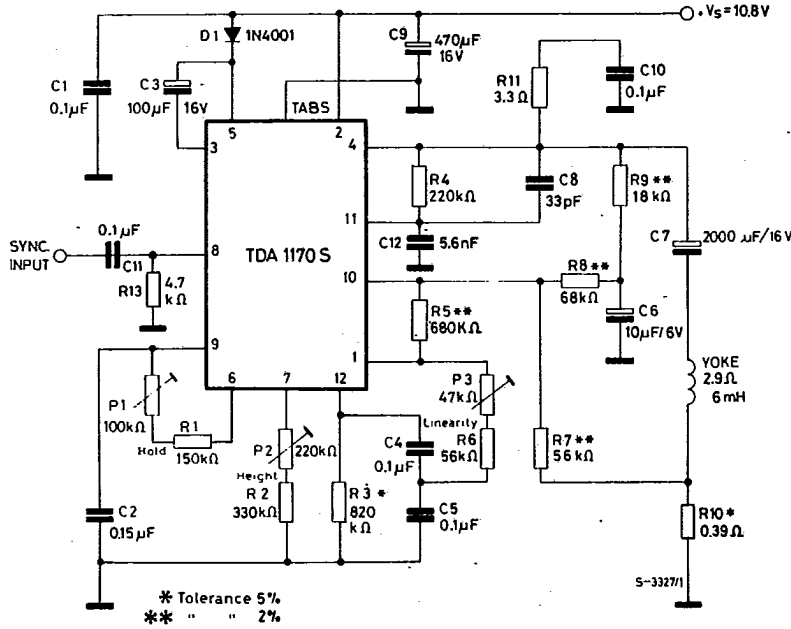 +Vs=10,8V
D1 1N4001
C9 470µF
16V
C1
0.1µF
C3
100µF 16V
TABS
R11
3.3Ω
C10
0.1µF
5
2
3
4
R4
220kΩ
C8
33pF
R9**
18kΩ
C7
2000µF/16V
0.1µF
SYNC.
INPUT
C11
8
TDA 1170 S
11
C12
5.6nF
R13
4.7
kΩ
10
R8**
68kΩ
R5**
680KΩ
C6
10µF/6V
9
1
6
7
12
P1
100kΩ
R1
Hold
150kΩ
P2
220kΩ
Height
R2
330kΩ
P3
47kΩ
Linearity
R6
56kΩ
C4
0.1µF
R3 *
820
kΩ
C5
0.1µF
R7**
56kΩ
YOKE
2.9Ω
6mH
C2
0.15µF
R10*
0.39Ω
S-3327/1
* Tolerance 5%
** " " 2%